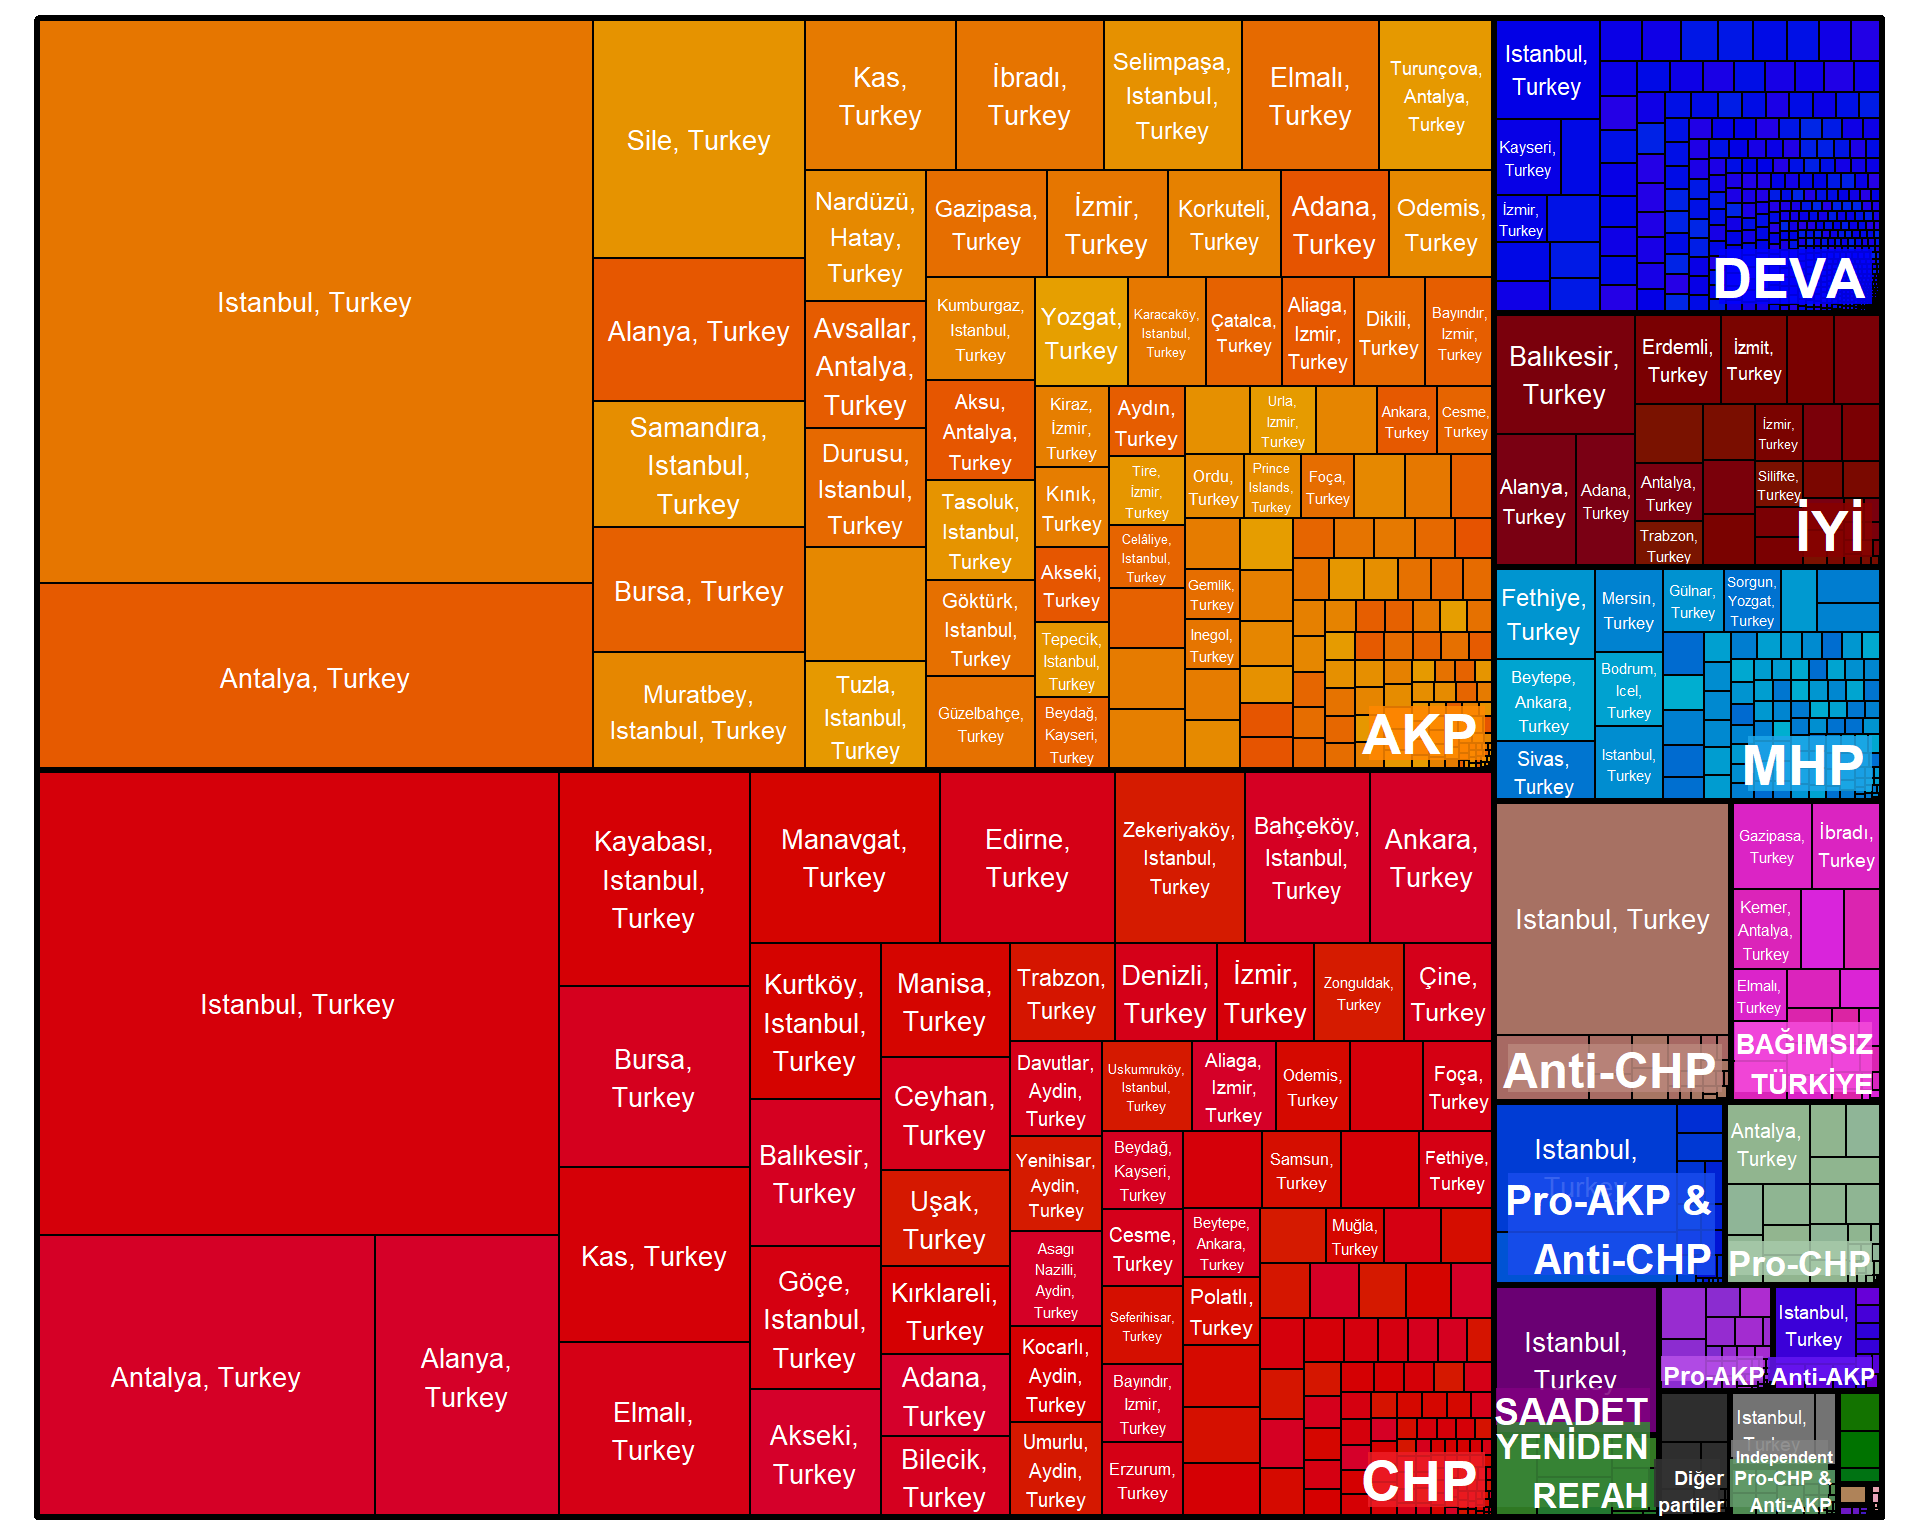 Istanbul, Turkey
Antalya, Turkey
Sile, Turkey
Alanya, Turkey
Samandıra,
Istanbul,
Turkey
Bursa, Turkey
Muratbey,
Istanbul, Turkey
Kas,
Turkey
İbradı,
Turkey
Selimpaşa,
Istanbul,
Turkey
Elmalı,
Turkey
Turunçova,
Antalya,
Turkey
Nardüzü,
Hatay,
Turkey
Avsallar,
Antalya,
Turkey
Durusu,
Istanbul,
Turkey
Tuzla,
Istanbul,
Turkey
Gazipasa,
Turkey
İzmir,
Turkey
Korkuteli,
Turkey
Adana,
Turkey
Odemis,
Turkey
Kumburgaz,
Istanbul,
Turkey
Aksu,
Antalya,
Turkey
Tasoluk,
Istanbul,
Turkey
Göktürk,
Istanbul,
Turkey
Güzelbahçe,
Turkey
Yozgat,
Turkey
Karacaköy,
Istanbul,
Turkey
Çatalca,
Turkey
Aliaga,
Izmir,
Turkey
Dikili,
Turkey
Bayındır,
Izmir,
Turkey
Kiraz,
İzmir,
Turkey
Kınık,
Turkey
Akseki,
Turkey
Tepecik,
Istanbul,
Turkey
Beydağ,
Kayseri,
Turkey
Aydın,
Turkey
Tire,
İzmir,
Turkey
Celâliye,
Istanbul,
Turkey
Urla,
Izmir,
Turkey
Ankara,
Turkey
Cesme,
Turkey
Ordu,
Turkey
Prince
Islands,
Turkey
Foça,
Turkey
Gemlik,
Turkey
Inegol,
Turkey
AKP
Istanbul, Turkey
Antalya, Turkey
Alanya,
Turkey
Kayabası,
Istanbul,
Turkey
Bursa,
Turkey
Kas, Turkey
Elmalı,
Turkey
Manavgat,
Turkey
Edirne,
Turkey
Zekeriyaköy,
Istanbul,
Turkey
Bahçeköy,
Istanbul,
Turkey
Ankara,
Turkey
Kurtköy,
Istanbul,
Turkey
Balıkesir,
Turkey
Göçe,
Istanbul,
Turkey
Akseki,
Turkey
Manisa,
Turkey
Ceyhan,
Turkey
Uşak,
Turkey
Kırklareli,
Turkey
Adana,
Turkey
Bilecik,
Turkey
Trabzon,
Turkey
Denizli,
Turkey
İzmir,
Turkey
Zonguldak,
Turkey
Çine,
Turkey
Davutlar,
Aydin,
Turkey
Yenihisar,
Aydin,
Turkey
Asagı
Nazilli,
Aydin,
Turkey
Kocarlı,
Aydin,
Turkey
Umurlu,
Aydin,
Turkey
Uskumruköy,
Istanbul,
Turkey
Aliaga,
Izmir,
Turkey
Odemis,
Turkey
Foça,
Turkey
Beydağ,
Kayseri,
Turkey
Samsun,
Turkey
Fethiye,
Turkey
Cesme,
Turkey
Beytepe,
Ankara,
Turkey
Muğla,
Turkey
Seferihisar,
Turkey
Polatlı,
Turkey
Bayındır,
Izmir,
Turkey
Erzurum,
Turkey
CHP
Istanbul,
Turkey
Kayseri,
Turkey
İzmir,
Turkey
DEVA
Balıkesir,
Turkey
Alanya,
Turkey
Adana,
Turkey
Erdemli,
Turkey
İzmit,
Turkey
İzmir,
Turkey
Antalya,
Turkey
Silifke,
Turkey
Trabzon,
Turkey
İYİ
Fethiye,
Turkey
Beytepe,
Ankara,
Turkey
Sivas,
Turkey
Mersin,
Turkey
Bodrum,
Icel,
Turkey
Istanbul,
Turkey
Gülnar,
Turkey
Sorgun,
Yozgat,
Turkey
MHP
Istanbul, Turkey
Anti-CHP
Gazipasa,
Turkey
İbradı,
Turkey
Kemer,
Antalya,
Turkey
Elmalı,
Turkey
BAĞIMSIZ
TÜRKİYE
Istanbul,
Turkey
Pro-AKP &
Anti-CHP
Antalya,
Turkey
Pro-CHP
Istanbul,
Turkey
SAADET
YENİDEN
REFAH
Pro-AKP
Istanbul,
Turkey
Anti-AKP
Diğer
partiler
Istanbul,
Turkey
Independent
Pro-CHP &
Anti-AKP